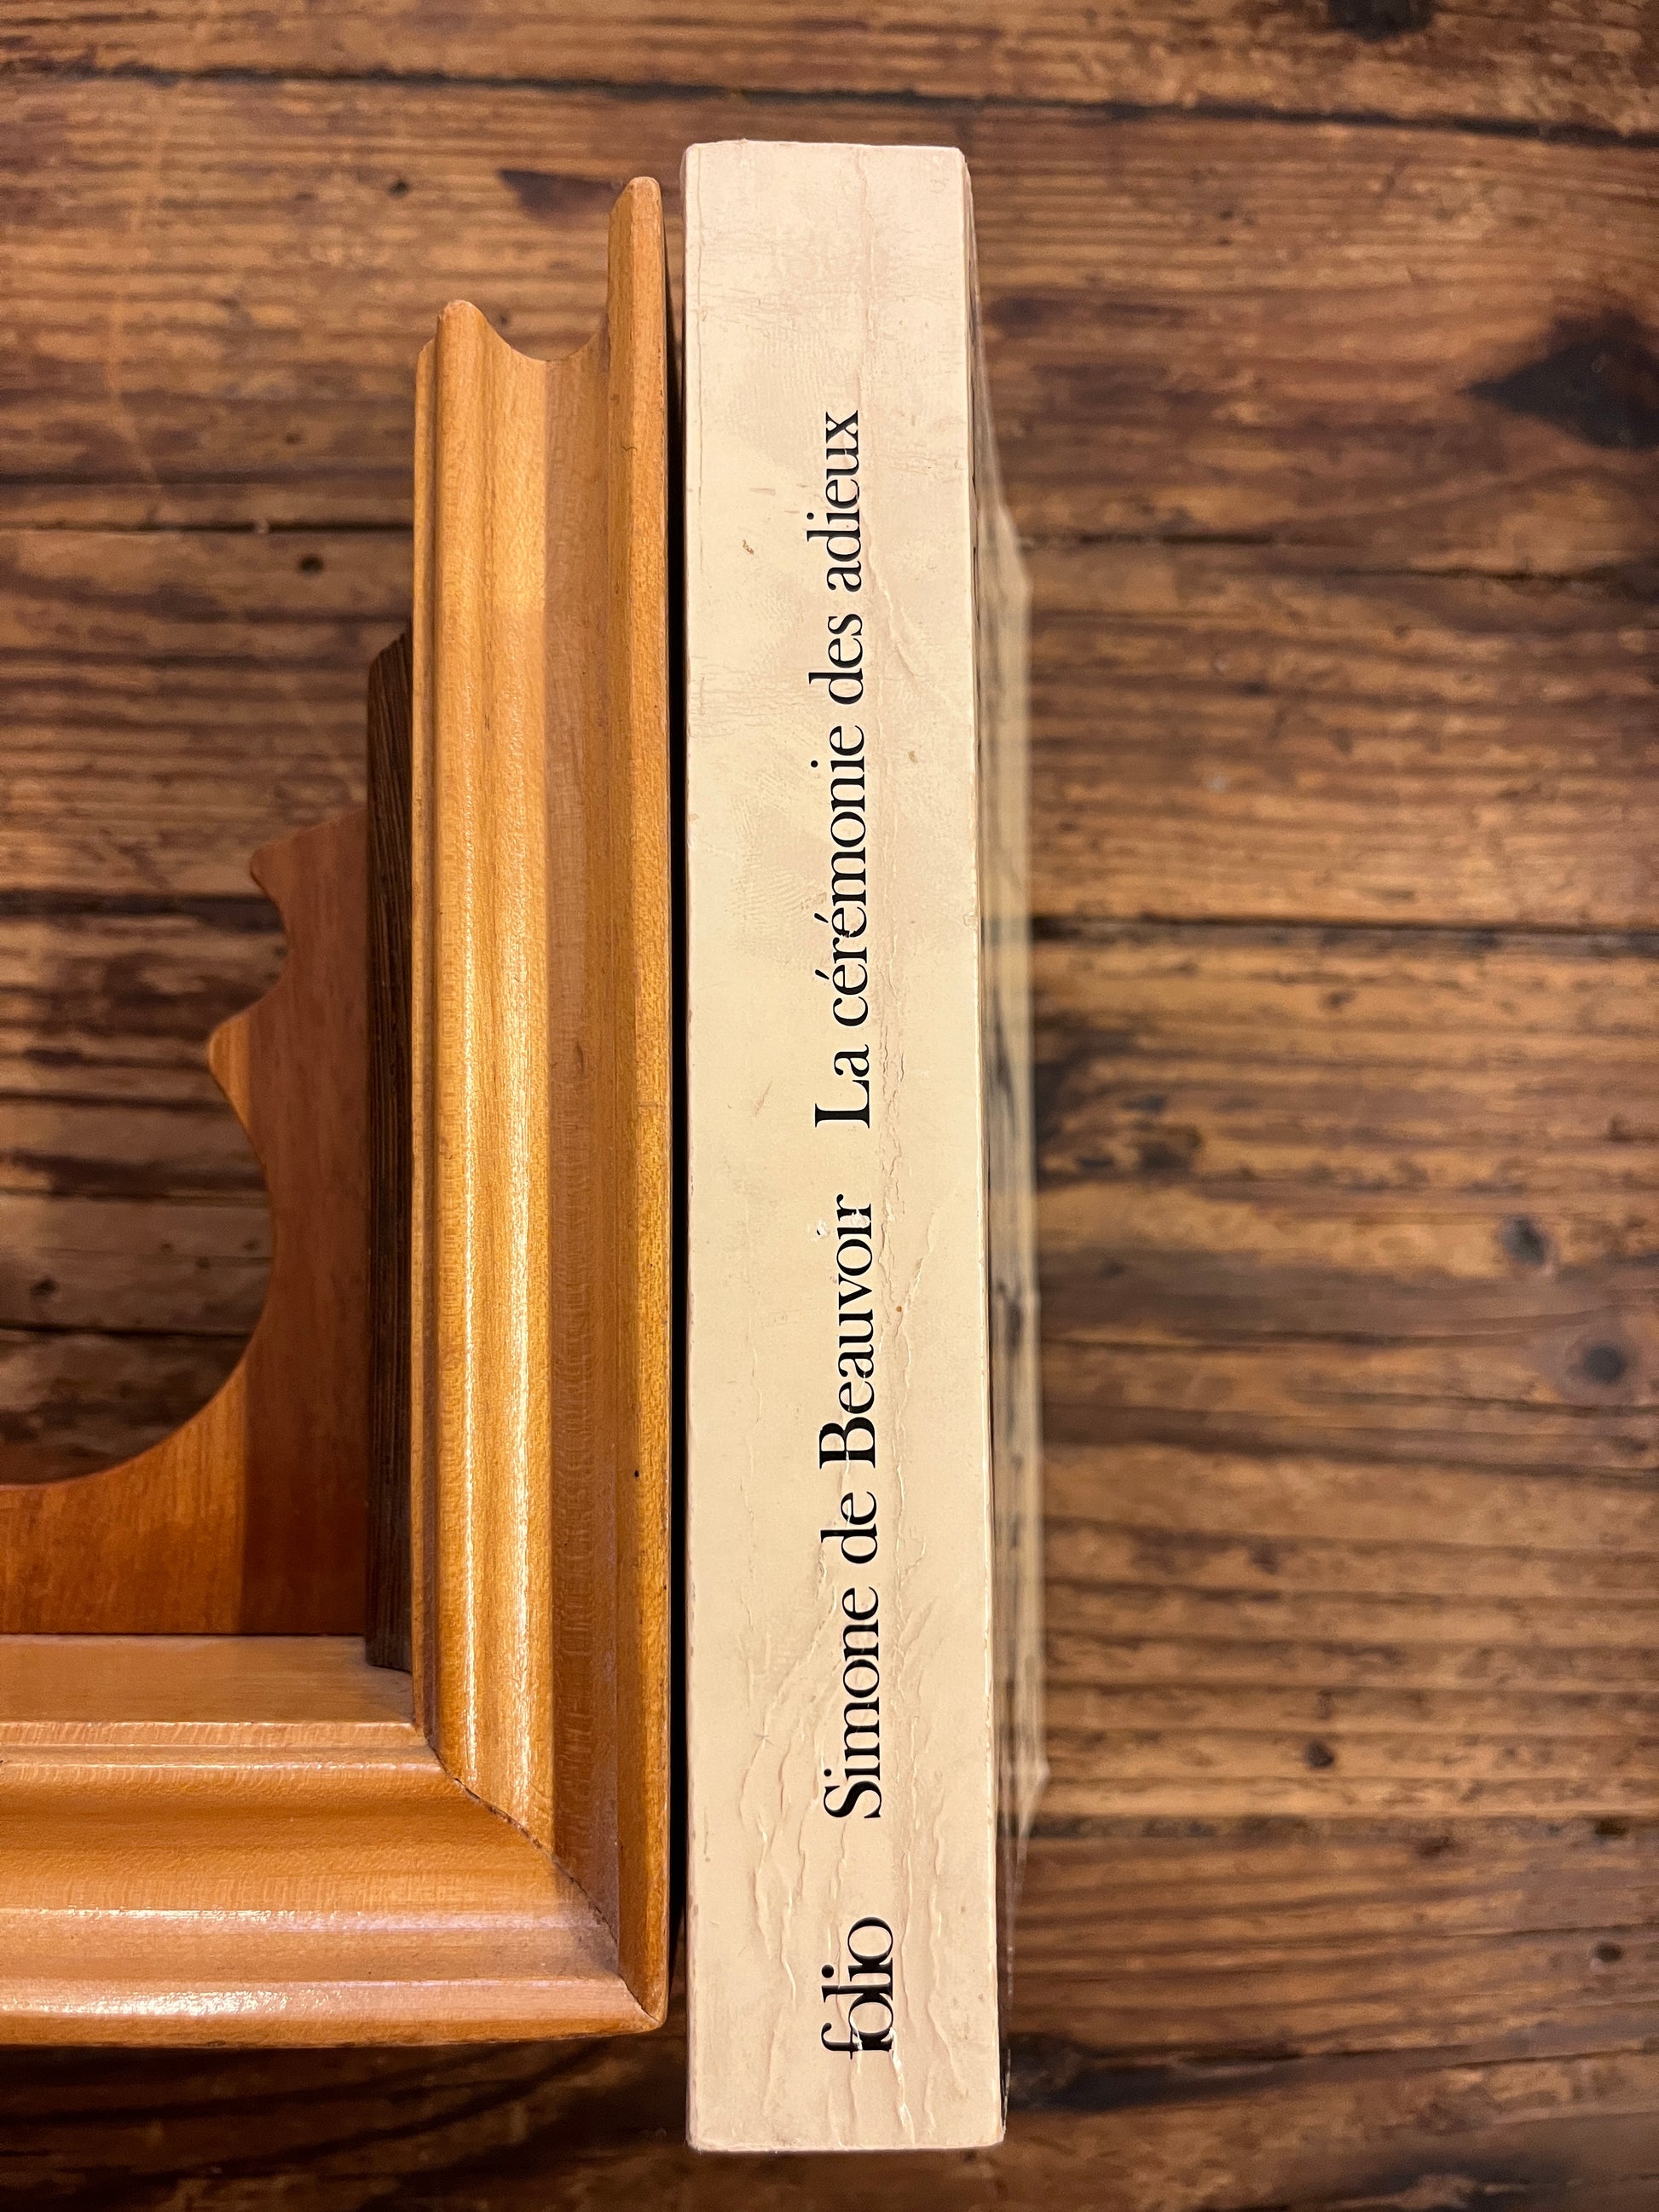 folio Simone de Beauvoir La cérémonie des adieux